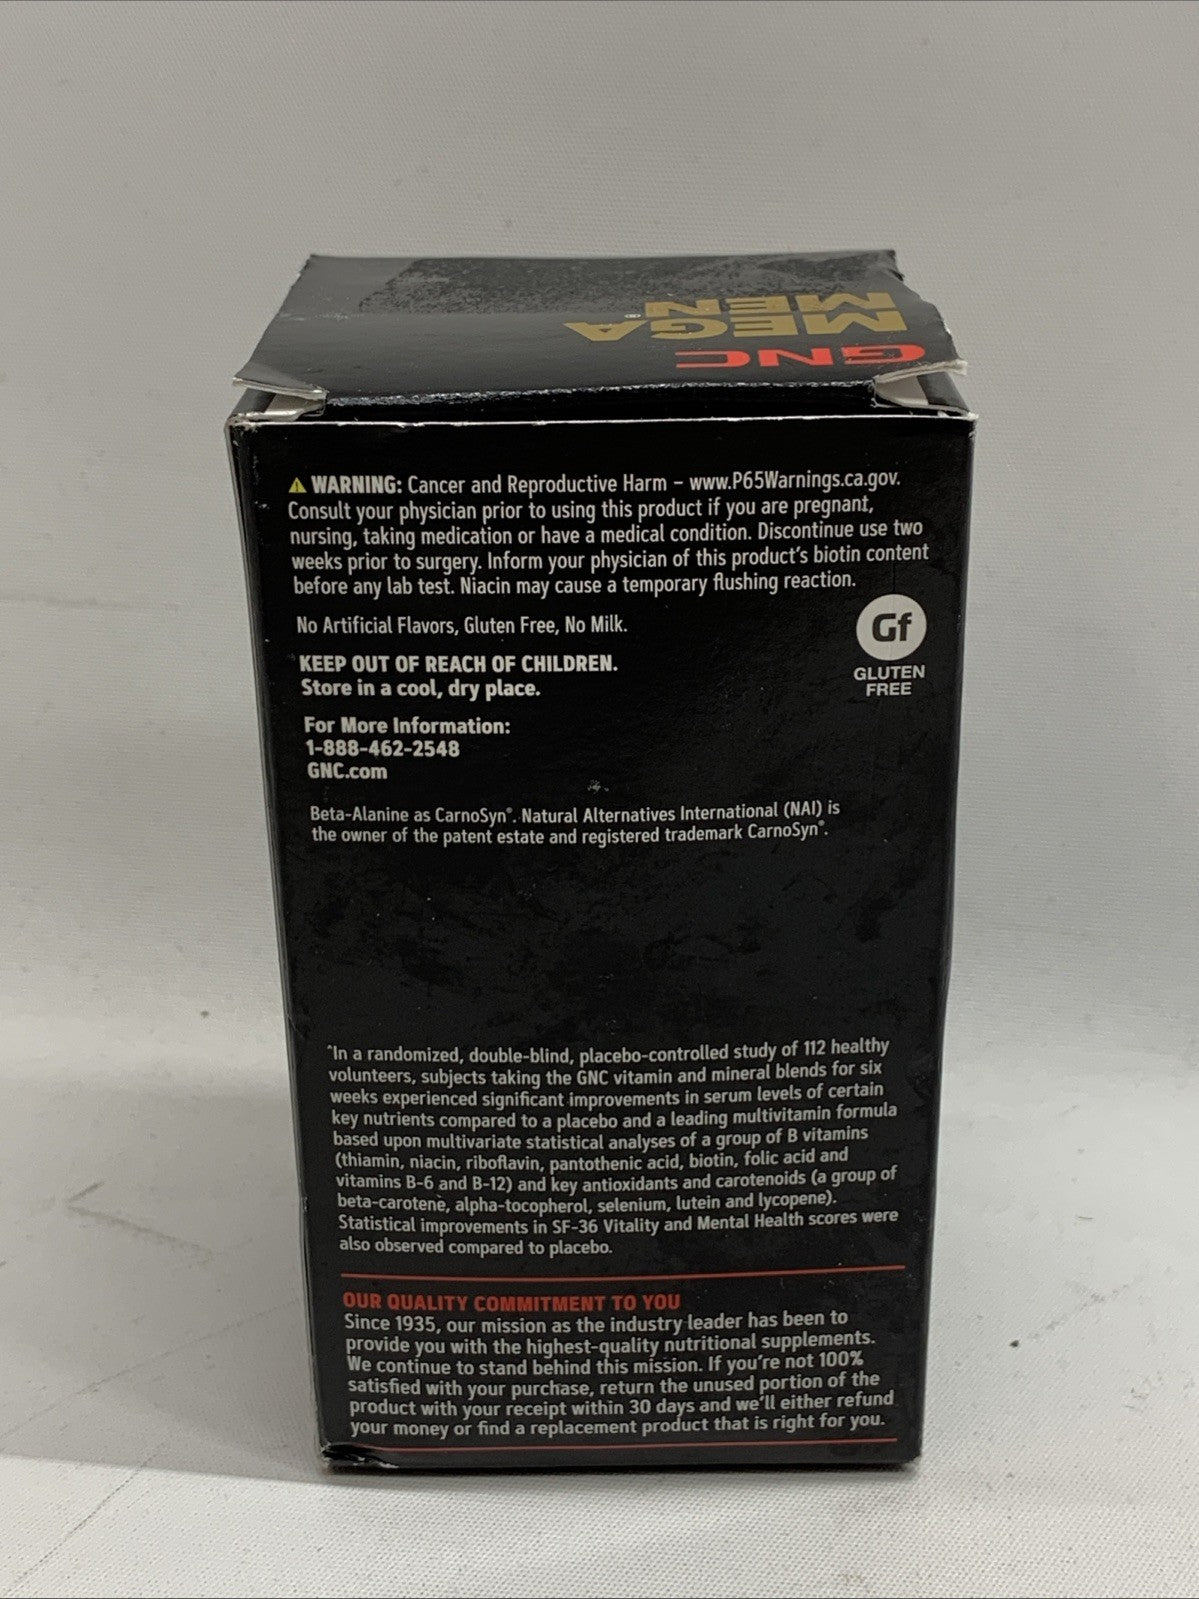 GNC
MEGA
MEN®
⚠ WARNING: Cancer and Reproductive Harm – www.P65Warnings.ca.gov.
Consult your physician prior to using this product if you are pregnant,
nursing, taking medication or have a medical condition. Discontinue use two
weeks prior to surgery. Inform your physician of this product's biotin content
before any lab test. Niacin may cause a temporary flushing reaction.
No Artificial Flavors, Gluten Free, No Milk.
Gf
GLUTEN
FREE
KEEP OUT OF REACH OF CHILDREN.
Store in a cool, dry place.
For More Information:
1-888-462-2548
GNC.com
Beta-Alanine as CarnoSyn®. Natural Alternatives International (NAI) is
the owner of the patent estate and registered trademark CarnoSyn®.
^In a randomized, double-blind, placebo-controlled study of 112 healthy
volunteers, subjects taking the GNC vitamin and mineral blends for six
weeks experienced significant improvements in serum levels of certain
key nutrients compared to a placebo and a leading multivitamin formula
based upon multivariate statistical analyses of a group of B vitamins
(thiamin, niacin, riboflavin, pantothenic acid, biotin, folic acid and
vitamins B-6 and B-12) and key antioxidants and carotenoids (a group of
beta-carotene, alpha-tocopherol, selenium, lutein and lycopene).
Statistical improvements in SF-36 Vitality and Mental Health scores were
also observed compared to placebo.
OUR QUALITY COMMITMENT TO YOU
Since 1935, our mission as the industry leader has been to
provide you with the highest-quality nutritional supplements.
We continue to stand behind this mission. If you're not 100%
satisfied with your purchase, return the unused portion of the
product with your receipt within 30 days and we'll either refund
your money or find a replacement product that is right for you.